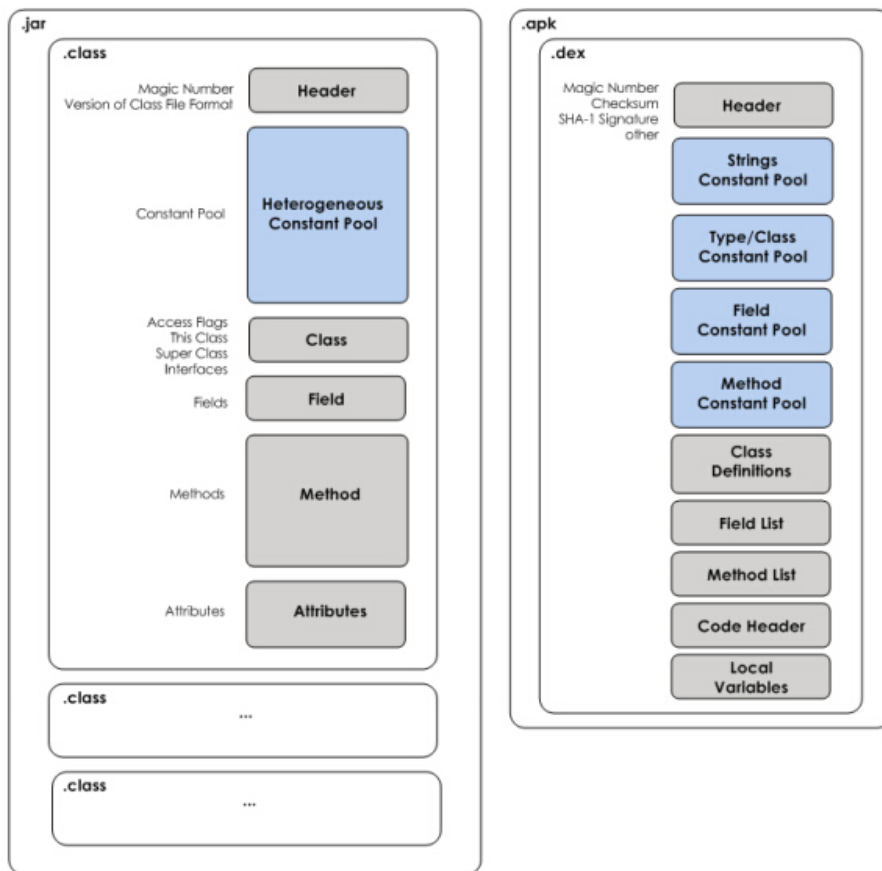 .jar
.class
Magic Number
Version of Class File Format
Header
Constant Pool
Heterogeneous
Constant Pool
Access Flags
This Class
Super Class
Interfaces
Class
Fields
Field
Methods
Method
Attributes
Attributes
.class
...
.class
...
.apk
.dex
Magic Number
Checksum
SHA-1 Signature
other
Header
Strings
Constant Pool
Type/Class
Constant Pool
Field
Constant Pool
Method
Constant Pool
Class
Definitions
Field List
Method List
Code Header
Local
Variables